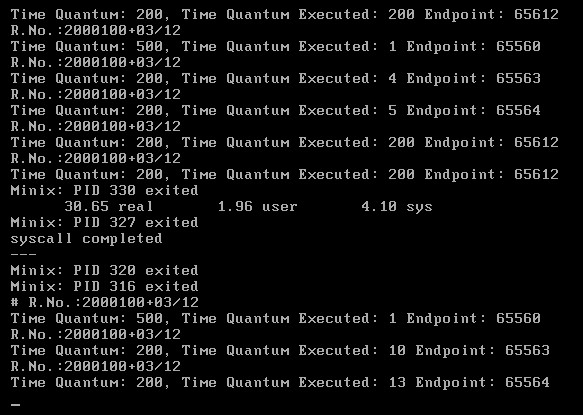 Time Quantum: 200, Time Quantum Executed: 200 Endpoint: 65612
R.No.:2000100+03/12
Time Quantum: 500, Time Quantum Executed: 1 Endpoint: 65560
R.No.:2000100+03/12
Time Quantum: 200, Time Quantum Executed: 4 Endpoint: 65563
R.No.:2000100+03/12
Time Quantum: 200, Time Quantum Executed: 5 Endpoint: 65564
R.No.:2000100+03/12
Time Quantum: 200, Time Quantum Executed: 200 Endpoint: 65612
R.No.:2000100+03/12
Time Quantum: 200, Time Quantum Executed: 200 Endpoint: 65612
Minix: PID 330 exited
30.65 real 1.96 user 4.10 sys
Minix: PID 327 exited
syscall completed
---
Minix: PID 320 exited
Minix: PID 316 exited
# R.No.:2000100+03/12
Time Quantum: 500, Time Quantum Executed: 1 Endpoint: 65560
R.No.:2000100+03/12
Time Quantum: 200, Time Quantum Executed: 10 Endpoint: 65563
R.No.:2000100+03/12
Time Quantum: 200, Time Quantum Executed: 13 Endpoint: 65564
_